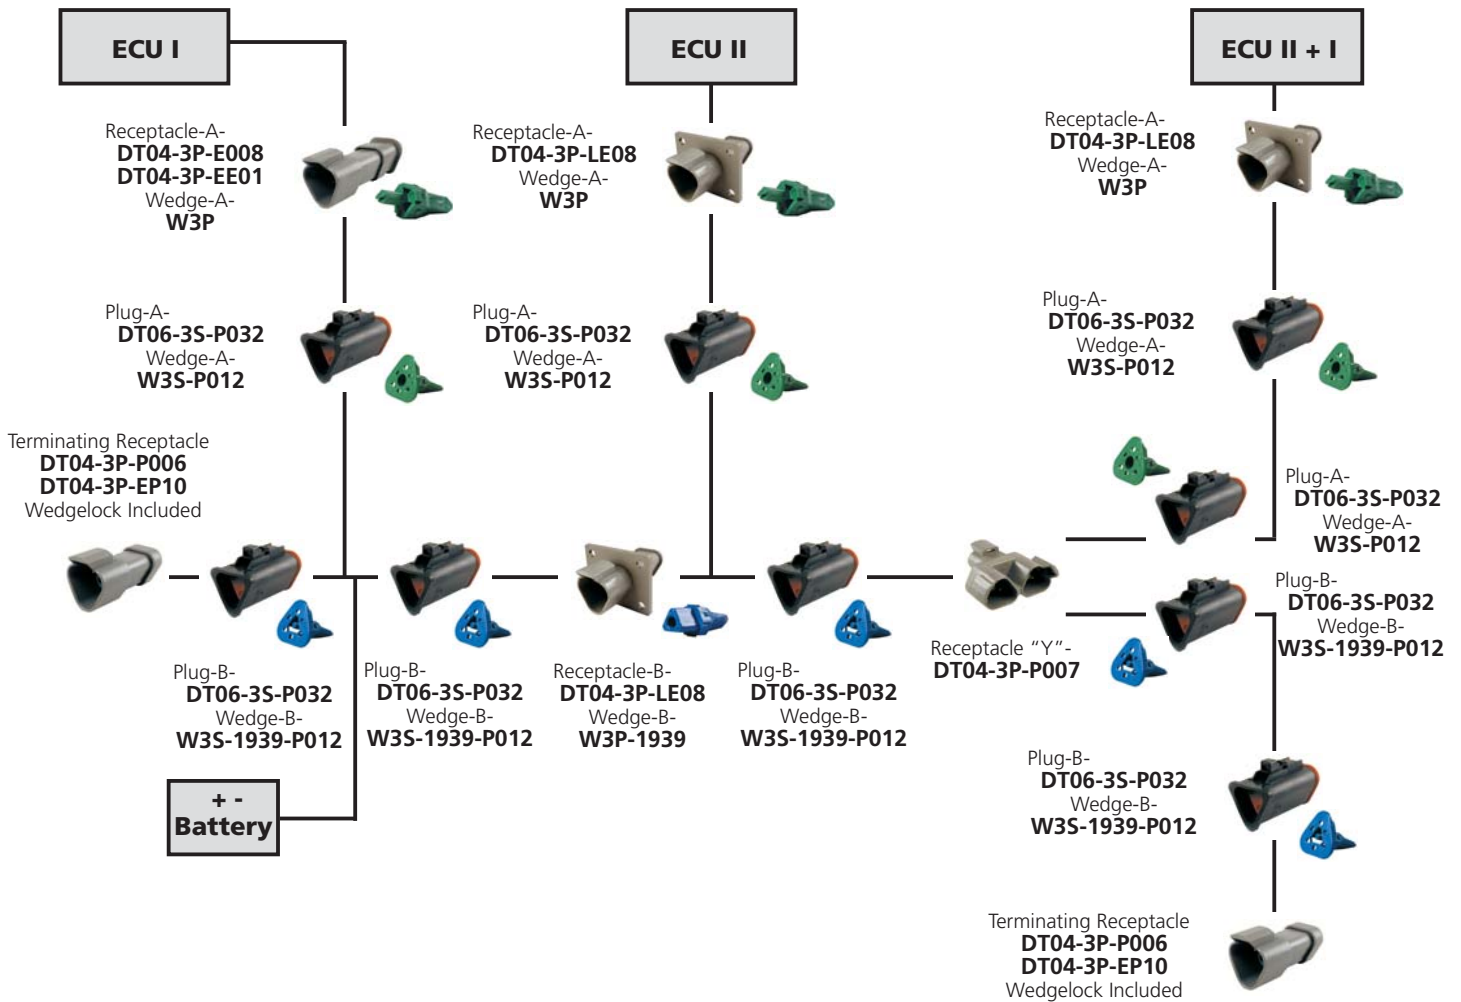 ECU I
ECU II
ECU II + I
Receptacle-A-
DT04-3P-E008
DT04-3P-EE01
Wedge-A-
W3P
Receptacle-A-
DT04-3P-LE08
Wedge-A-
W3P
Receptacle-A-
DT04-3P-LE08
Wedge-A-
W3P
Plug-A-
DT06-3S-P032
Wedge-A-
W3S-P012
Plug-A-
DT06-3S-P032
Wedge-A-
W3S-P012
Plug-A-
DT06-3S-P032
Wedge-A-
W3S-P012
Terminating Receptacle
DT04-3P-P006
DT04-3P-EP10
Wedgelock Included
Plug-A-
DT06-3S-P032
Wedge-A-
W3S-P012
Plug-B-
DT06-3S-P032
Wedge-B-
W3S-1939-P012
Plug-B-
DT06-3S-P032
Wedge-B-
W3S-1939-P012
Plug-B-
DT06-3S-P032
Wedge-B-
W3S-1939-P012
Receptacle-B-
DT04-3P-LE08
Wedge-B-
W3P-1939
Plug-B-
DT06-3S-P032
Wedge-B-
W3S-1939-P012
Receptacle “Y”-
DT04-3P-P007
+ -
Battery
Plug-B-
DT06-3S-P032
Wedge-B-
W3S-1939-P012
Terminating Receptacle
DT04-3P-P006
DT04-3P-EP10
Wedgelock Included